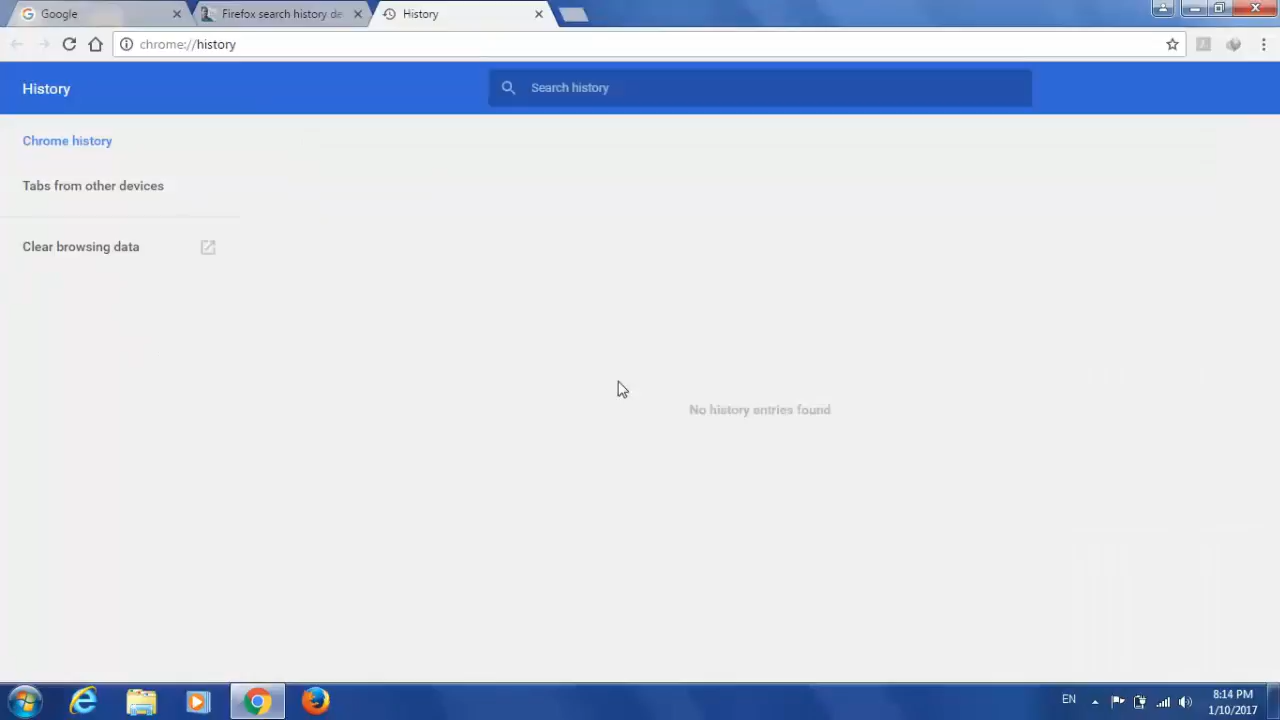 Google
Firefox search history de
History
chrome://history
History
Search history
Chrome history
Tabs from other devices
Clear browsing data
No history entries found
EN
8:14 PM
1/10/2017